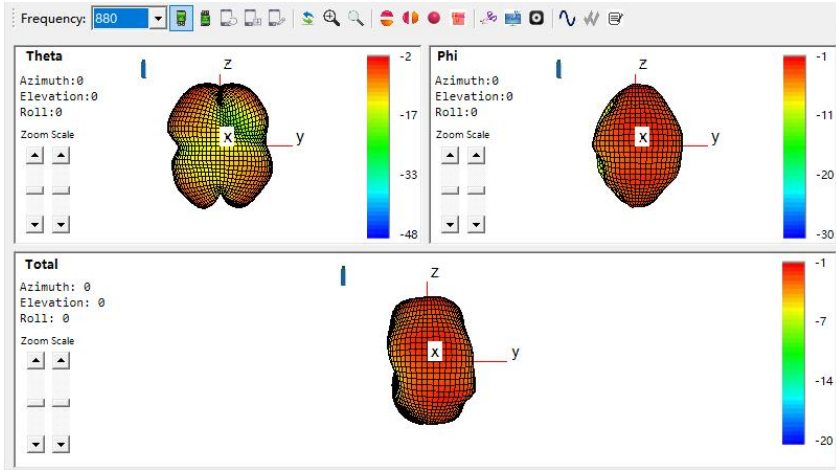 Frequency: 880
Theta
Azimuth:0
Elevation:0
Roll:0
Zoom Scale
z
x
y
-2
-17
-33
-48
Phi
Azimuth:0
Elevation:0
Roll:0
Zoom Scale
z
x
y
-1
-11
-20
-30
Total
Azimuth: 0
Elevation: 0
Roll: 0
Zoom Scale
z
x
y
-1
-7
-14
-20